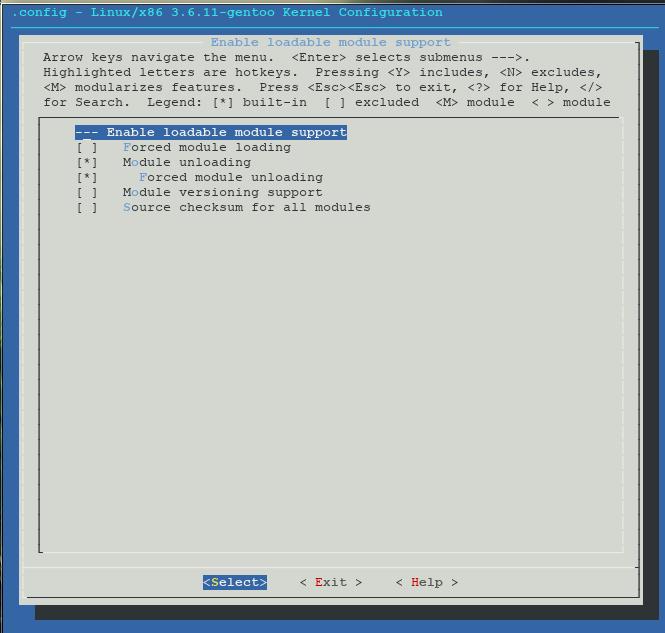 .config - Linux/x86 3.6.11-gentoo Kernel Configuration
Enable loadable module support
Arrow keys navigate the menu.  <Enter> selects submenus --->.
Highlighted letters are hotkeys.  Pressing <Y> includes, <N> excludes,
<M> modularizes features.  Press <Esc><Esc> to exit, <?> for Help, </>
for Search.  Legend: [*] built-in  [ ] excluded  <M> module  < > module
--- Enable loadable module support
[ ]   Forced module loading
[*]   Module unloading
[*]     Forced module unloading
[ ]   Module versioning support
[ ]   Source checksum for all modules
<Select>    < Exit >    < Help >